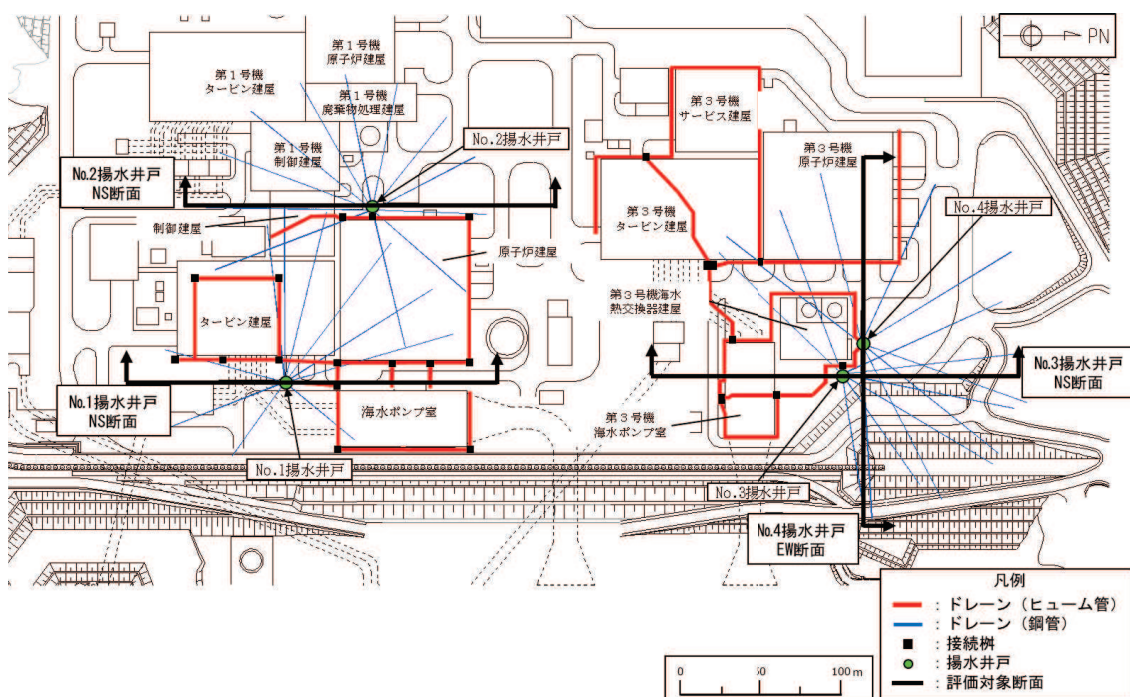 PN
第１号機
原子炉建屋
第１号機
タービン建屋
第１号機
廃棄物処理建屋
第１号機
制御建屋
No.2揚水井戸
第３号機
サービス建屋
第３号機
原子炉建屋
No.2揚水井戸
NS断面
No.4揚水井戸
制御建屋
原子炉建屋
第３号機
タービン建屋
タービン建屋
第３号機海水
熱交換器建屋
No.1揚水井戸
NS断面
海水ポンプ室
第３号機
海水ポンプ室
No.3揚水井戸
NS断面
No.1揚水井戸
No.3揚水井戸
No.4揚水井戸
EW断面
凡例
：ドレーン（ヒューム管）
：ドレーン（鋼管）
：接続桝
：揚水井戸
：評価対象断面
0 50 100m